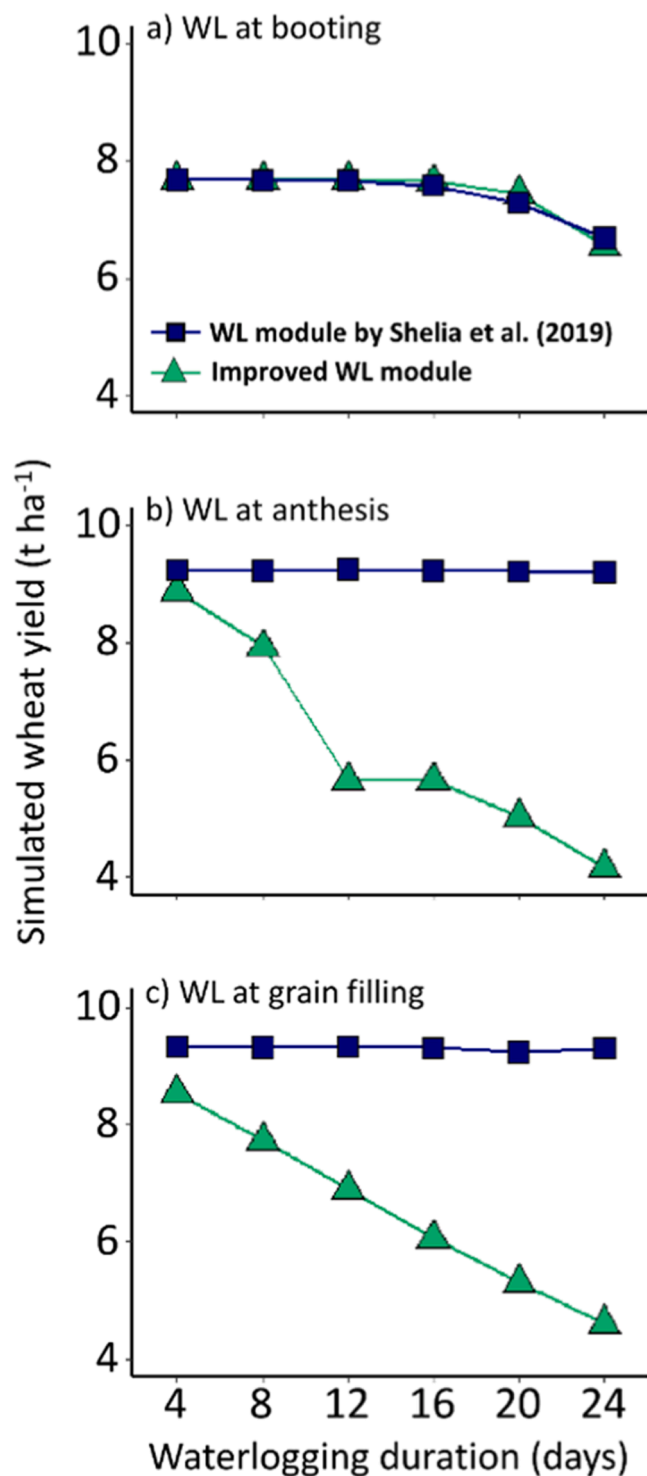 a) WL at booting
10
8
6
4
WL module by Shelia et al. (2019)
Improved WL module
Simulated wheat yield (t ha⁻¹)
b) WL at anthesis
10
8
6
4
c) WL at grain filling
10
8
6
4
4 8 12 16 20 24
Waterlogging duration (days)